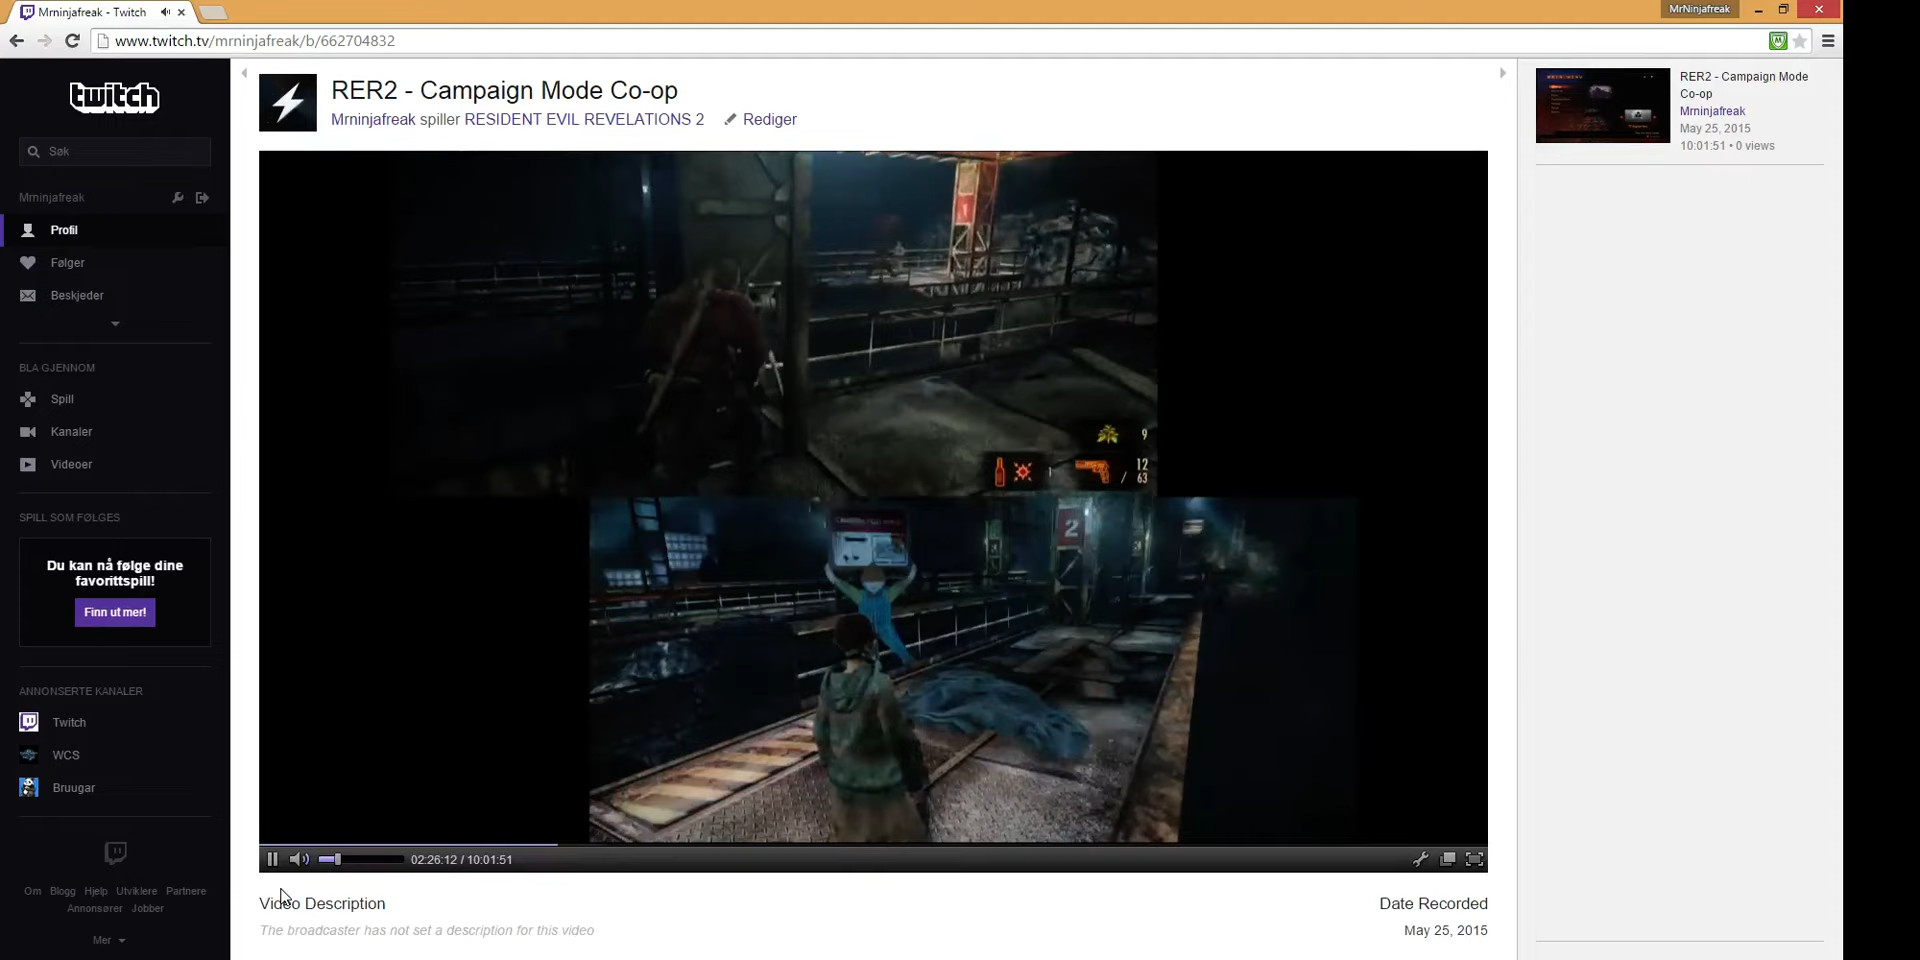 Mrninjafreak - Twitch
MrNinjafreak
www.twitch.tv/mrninjafreak/b/662704832
twitch
Søk
Mrninjafreak
Profil
Følger
Beskjeder
BLA GJENNOM
Spill
Kanaler
Videoer
SPILL SOM FØLGES
Du kan nå følge dine
favorittspill!
Finn ut mer!
ANNONSERTE KANALER
Twitch
WCS
Bruugar
Om Blogg Hjelp Utviklere Partnere
Annonsører Jobber
Mer
RER2 - Campaign Mode Co-op
Mrninjafreak spiller RESIDENT EVIL REVELATIONS 2 Rediger
1
9
12
/ 63
2
3
02:26:12 / 10:01:51
Video Description
The broadcaster has not set a description for this video
Date Recorded
May 25, 2015
RER2 - Campaign Mode
Co-op
Mrninjafreak
May 25, 2015
10:01:51 • 0 views